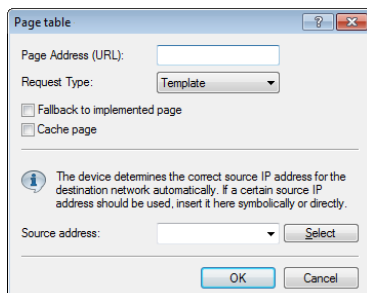 Page table
Page Address (URL):
Request Type: Template
Fallback to implemented page
Cache page
The device determines the correct source IP address for the
destination network automatically. If a certain source IP
address should be used, insert it here symbolically or directly.
Source address: Select
OK Cancel